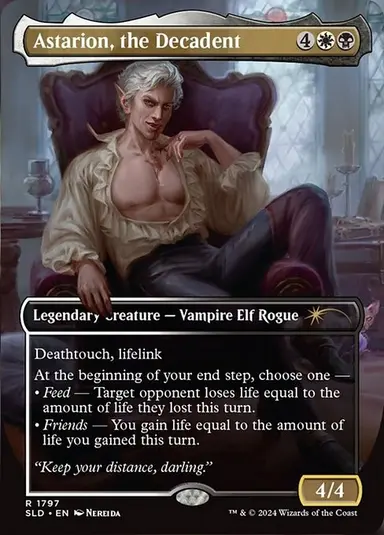 Astarion, the Decadent 4
Legendary Creature — Vampire Elf Rogue
Deathtouch, lifelink
At the beginning of your end step, choose one —
• Feed — Target opponent loses life equal to the
amount of life they lost this turn.
• Friends — You gain life equal to the amount of
life you gained this turn.
“Keep your distance, darling.”
4/4
R 1797
SLD • EN NEREIDA
™ & © 2024 Wizards of the Coast